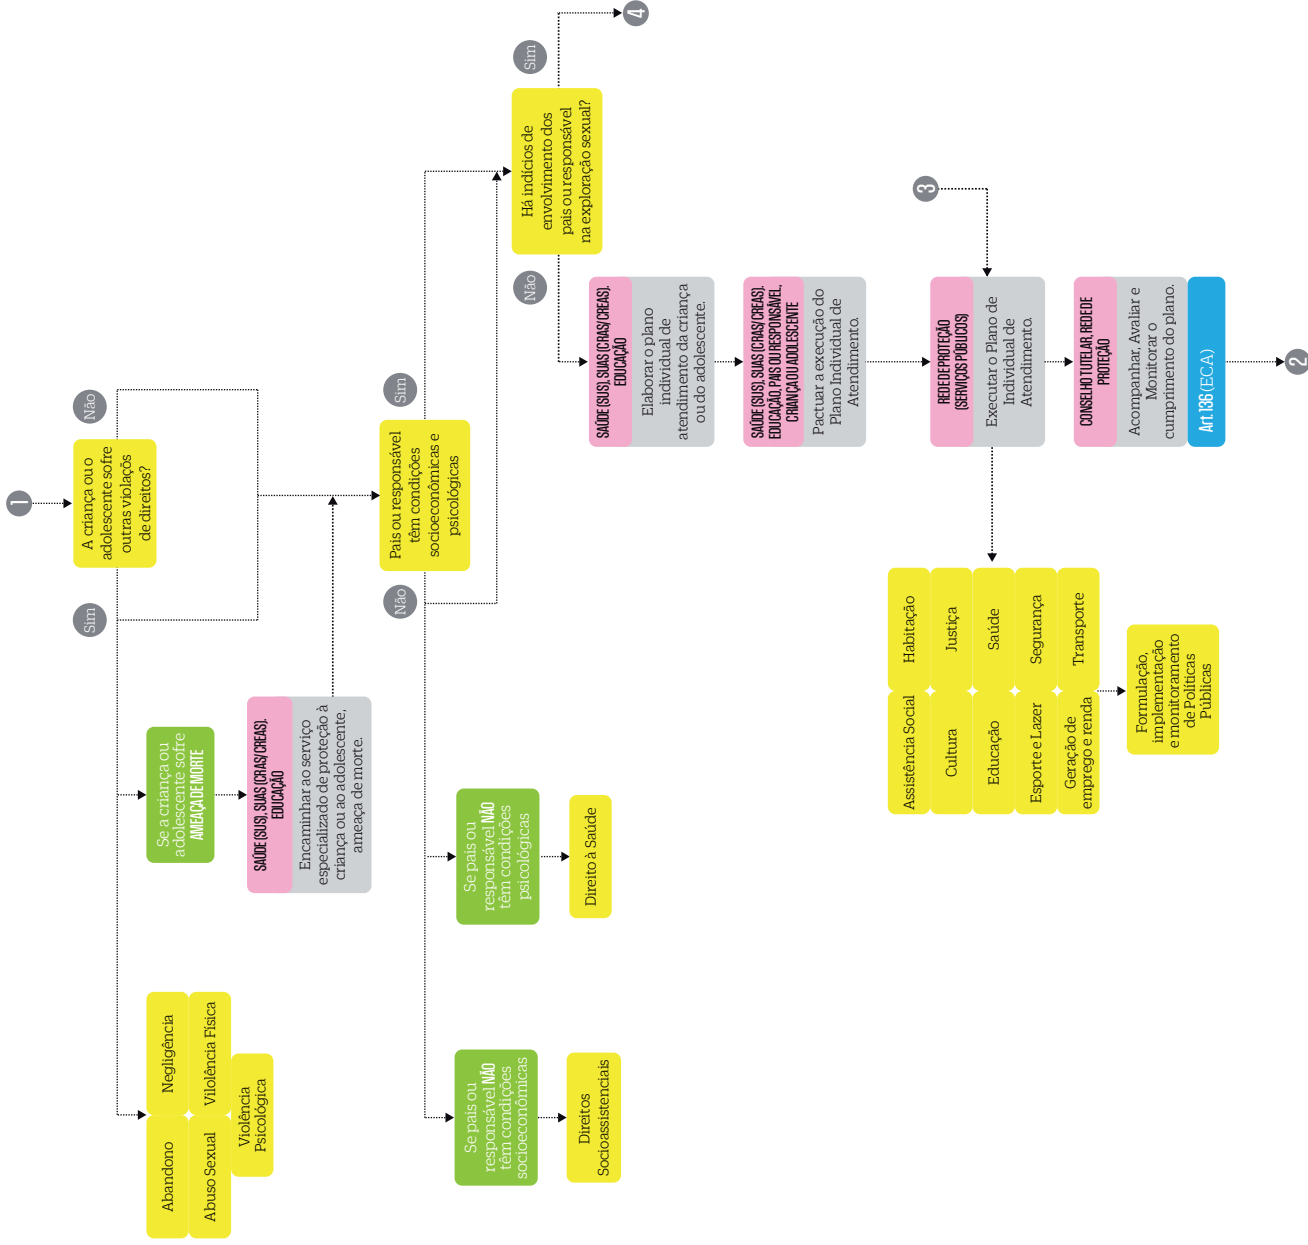 1
A criança ou o
adolescente sofre
outras violaçõs
de direitos?
Não
Sim
Abandono
Negligência
Abuso Sexual
Vilolência Física
Violência
Psicológica
Se a criança ou
adolescente sofre
AMEAÇA DE MORTE
SAÚDE (SUS), SUAS (CRAS/CREAS).
EDUCAÇÃO
Encaminhar ao serviço
especializado de proteção à
criança ou ao adolescente,
ameaça de morte.
Pais ou responsável
têm condições
socioeconômicas e
psicológicas
Sim
Não
Se pais ou
responsável NÃO
têm condições
socioeconômicas
Direitos
Socioassistenciais
Se pais ou
responsável NÃO
têm condições
psicológicas
Direito à Saúde
Há indícios de
envolvimento dos
pais ou responsável
na exploração sexual?
Sim
4
Não
SAÚDE (SUS), SUAS (CRAS/CREAS).
EDUCAÇÃO
Elaborar o plano
individual de
atendimento da criança
ou do adolescente.
SAÚDE (SUS), SUAS (CRAS/CREAS).
EDUCAÇÃO, PAIS OU RESPONSÁVEL,
CRIANÇA OU ADOLESCENTE
Pactuar a execução do
Plano Individual de
Atendimento.
3
REDE DE PROTEÇÃO
(SERVIÇOS PÚBLICOS)
Executar o Plano de
Individual de
Atendimento.
Assistência Social
Habitação
Cultura
Justiça
Educação
Saúde
Esporte e Lazer
Segurança
Geração de
emprego e renda
Transporte
Formulação,
implementação
e monitoramento
de Políticas
Públicas
CONSELHO TUTELAR, REDE DE
PROTEÇÃO
Acompanhar, Avaliar e
Monitorar o
cumprimento do plano.
Art. 136 (ECA)
2